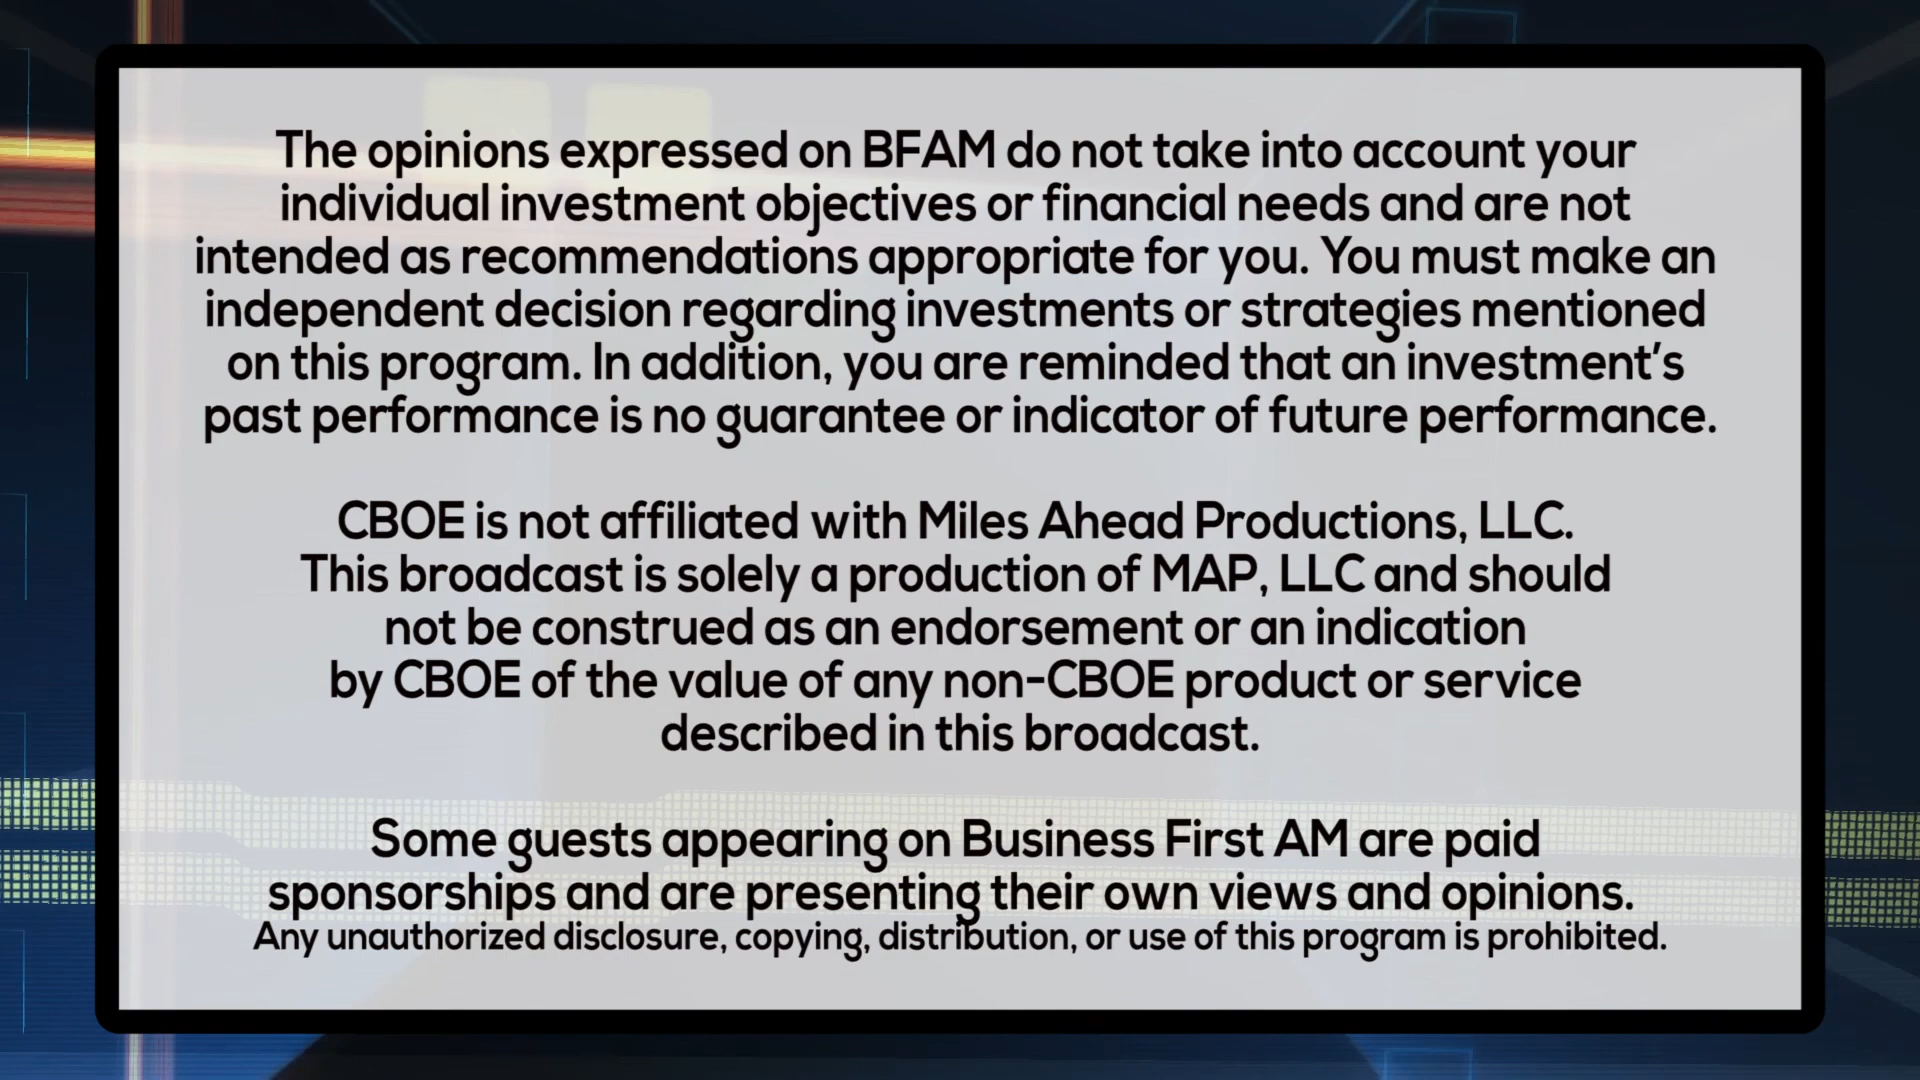 The opinions expressed on BFAM do not take into account your
individual investment objectives or financial needs and are not
intended as recommendations appropriate for you. You must make an
independent decision regarding investments or strategies mentioned
on this program. In addition, you are reminded that an investment’s
past performance is no guarantee or indicator of future performance.
CBOE is not affiliated with Miles Ahead Productions, LLC.
This broadcast is solely a production of MAP, LLC and should
not be construed as an endorsement or an indication
by CBOE of the value of any non-CBOE product or service
described in this broadcast.
Some guests appearing on Business First AM are paid
sponsorships and are presenting their own views and opinions.
Any unauthorized disclosure, copying, distribution, or use of this program is prohibited.